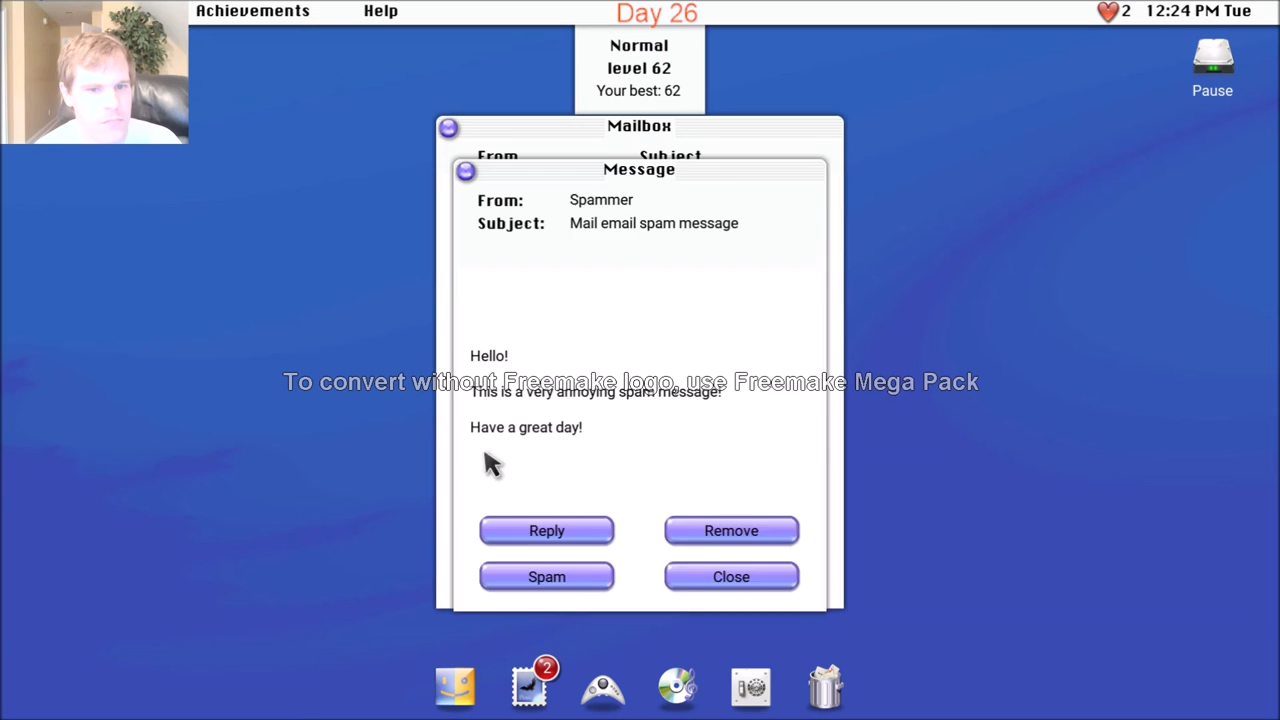 Achievements Help Day 26 2 12:24 PM Tue
Normal
level 62
Your best: 62
Pause
Mailbox
From Subject
Message
From: Spammer
Subject: Mail email spam message
Hello!
To convert without Freemake logo, use Freemake Mega Pack
This is a very annoying spam message!
Have a great day!
Reply Remove
Spam Close
2